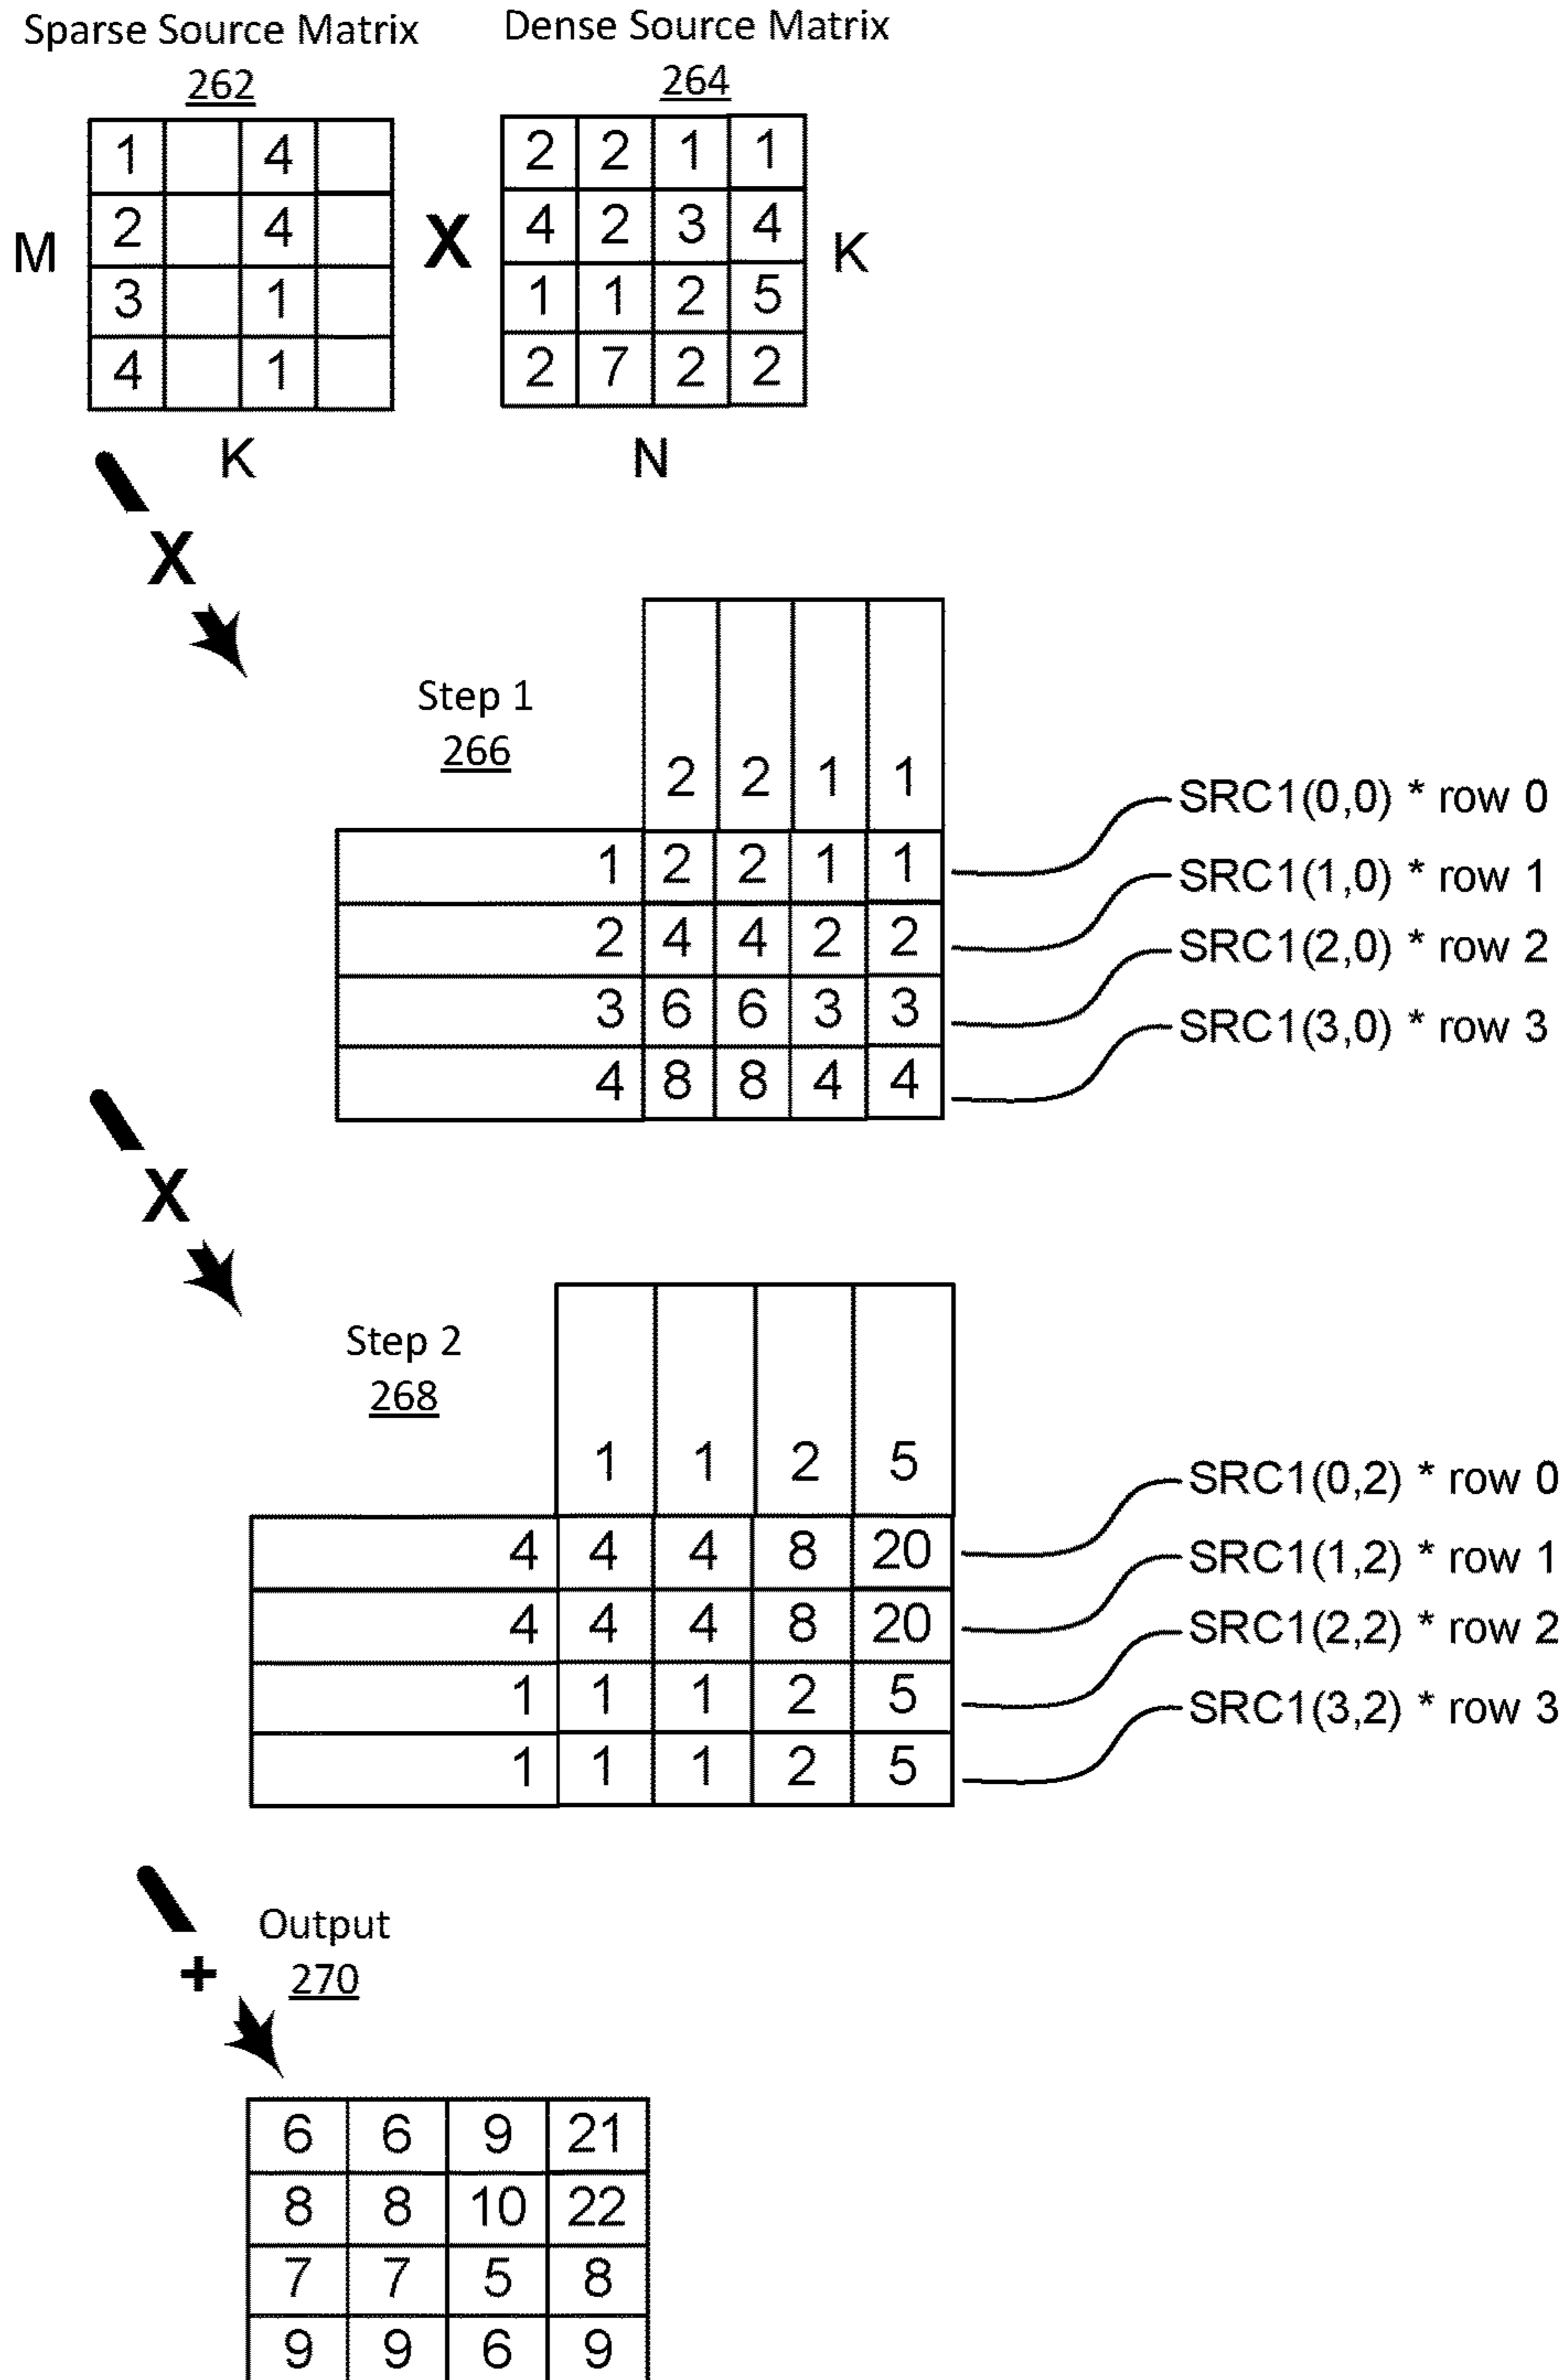 Sparse Source Matrix
262
Dense Source Matrix
264
1 4
2 4
3 1
4 1
M
K
X
2 2 1 1
4 2 3 4
1 1 2 5
2 7 2 2
K
N
X
Step 1
266
2 2 1 1
1 2 2 1 1
2 4 4 2 2
3 6 6 3 3
4 8 8 4 4
SRC1(0,0) * row 0
SRC1(1,0) * row 1
SRC1(2,0) * row 2
SRC1(3,0) * row 3
X
Step 2
268
1 1 2 5
4 4 4 8 20
4 4 4 8 20
1 1 1 2 5
1 1 1 2 5
SRC1(0,2) * row 0
SRC1(1,2) * row 1
SRC1(2,2) * row 2
SRC1(3,2) * row 3
+
Output
270
6 6 9 21
8 8 10 22
7 7 5 8
9 9 6 9